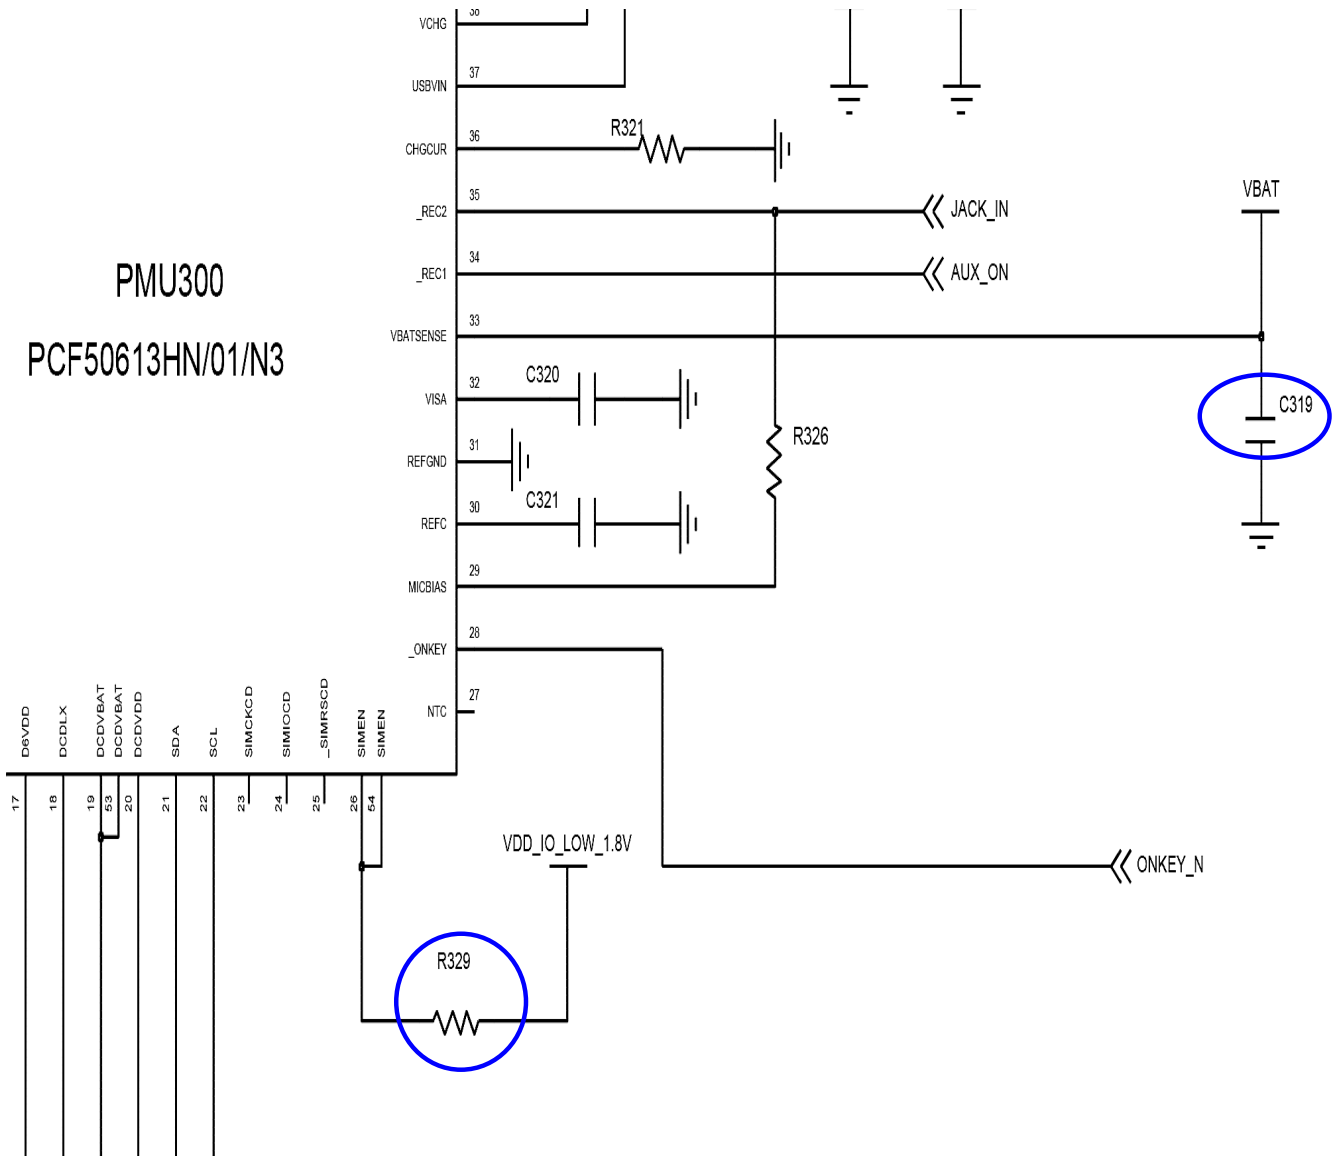 38
VCHG
37
USBVIN
36
R321
CHGCUR
35
_REC2
JACK_IN
VBAT
34
_REC1
AUX_ON
PMU300
33
VBATSENSE
PCF50613HN/01/N3
32
C320
VISA
C319
31
R326
REFGND
30
C321
REFC
29
MICBIAS
28
_ONKEY
27
NTC
D6VDD
DCDLX
DCDVBAT
DCDVBAT
DCDVDD
SDA
SCL
SIMCKCD
SIMIOCD
_SIMRSCD
SIMEN
SIMEN
17
18
19
53
20
21
22
23
24
25
26
54
VDD_IO_LOW_1.8V
ONKEY_N
R329